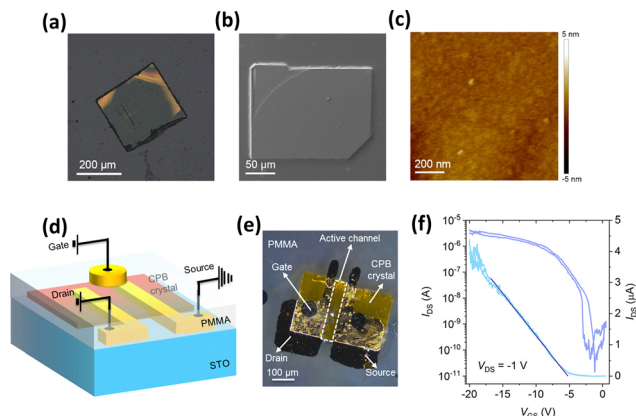 (a)
200 µm
(b)
50 µm
(c)
5 nm
200 nm
-5 nm
(d)
Gate
Drain
CPB
crystal
Source
PMMA
STO
(e)
PMMA
Active channel
Gate
CPB
crystal
Drain
Source
100 µm
(f)
10⁻⁵
10⁻⁶
10⁻⁷
10⁻⁸
10⁻⁹
10⁻¹⁰
10⁻¹¹
I_DS (A)
V_DS = -1 V
5
4
3
2
1
0
I_DS (µA)
-20 -15 -10 -5 0
V_GS (V)